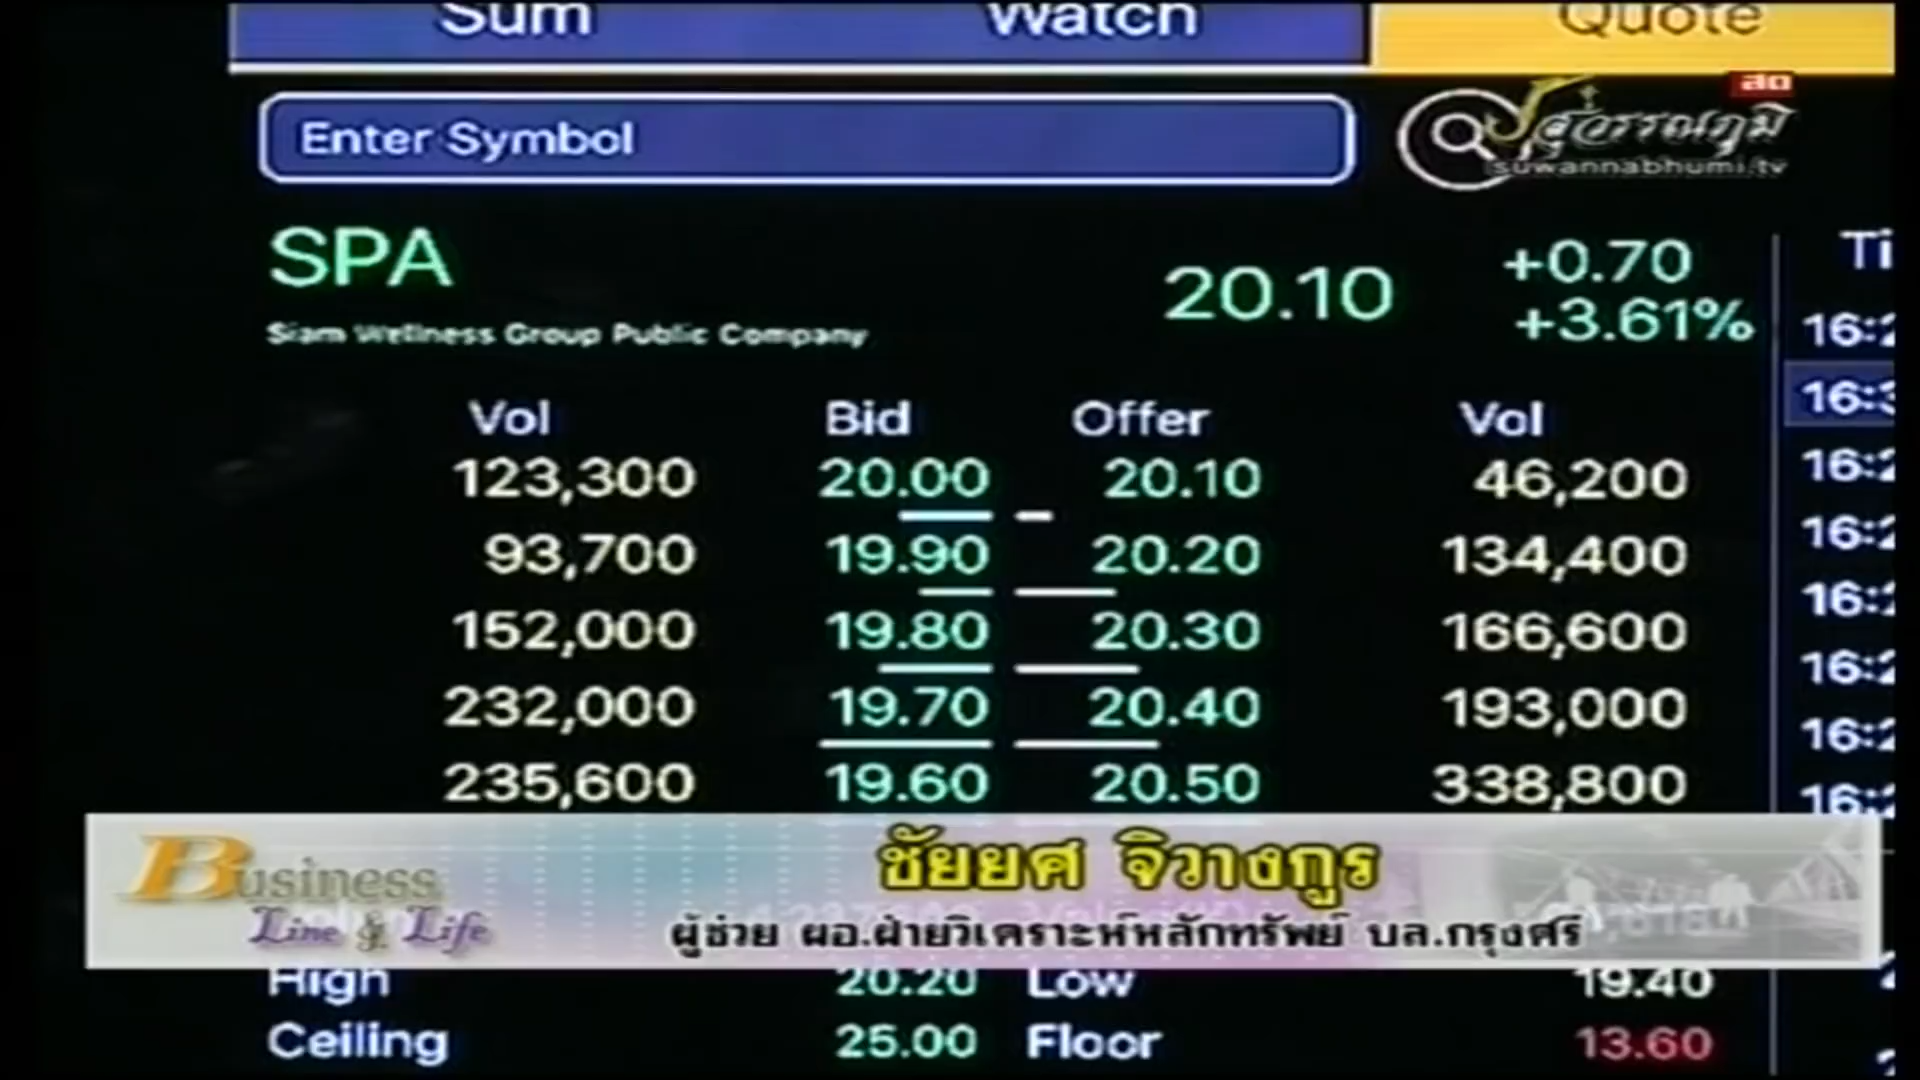 Sum Watch Quote
สด
Enter Symbol
สุวรรณภูมิ
suwannabhumi.tv
SPA 20.10 +0.70
+3.61%
Siam Wellness Group Public Company
Vol Bid Offer Vol
123,300 20.00 20.10 46,200
93,700 19.90 20.20 134,400
152,000 19.80 20.30 166,600
232,000 19.70 20.40 193,000
235,600 19.60 20.50 338,800
Business
Line & Life
ชัยยศ จิวางกูร
ผู้ช่วย ผอ.ฝ่ายวิเคราะห์หลักทรัพย์ บล.กรุงศรี
High 20.20 Low 19.40
Ceiling 25.00 Floor 13.60